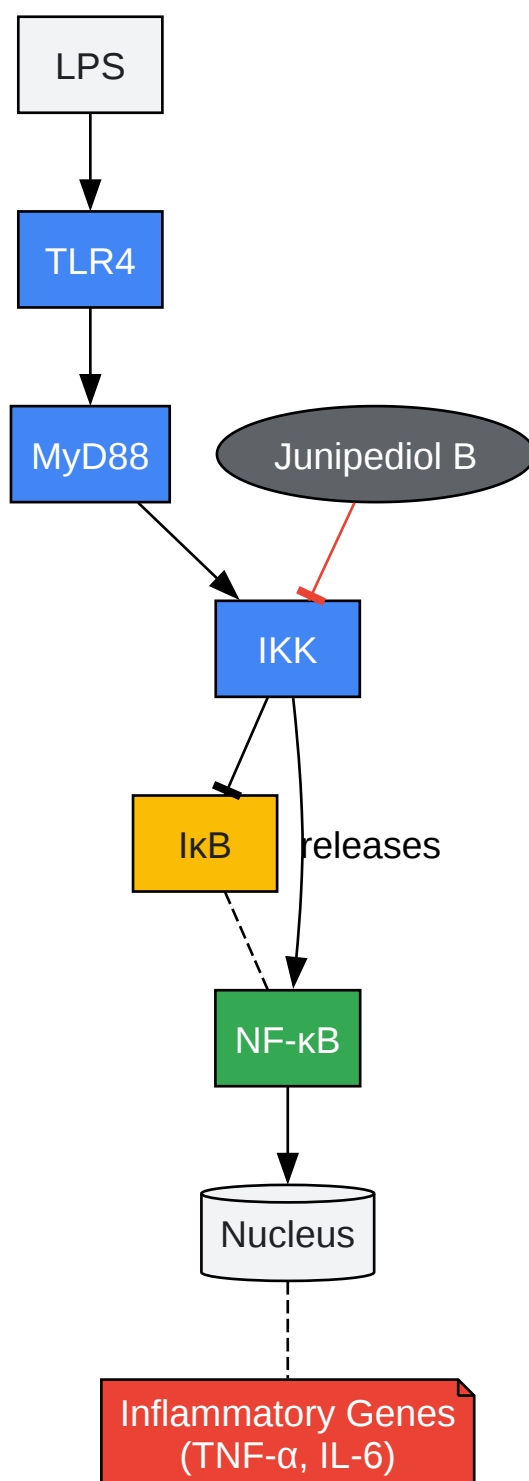 LPS
TLR4
MyD88
Junipediol B
IKK
IκB
releases
NF-κB
Nucleus
Inflammatory Genes
(TNF-α, IL-6)